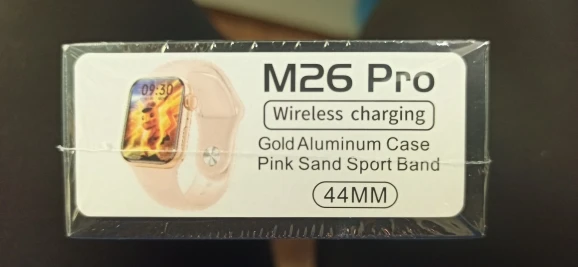 09:30
M26 Pro
Wireless charging
Gold Aluminum Case
Pink Sand Sport Band
44MM